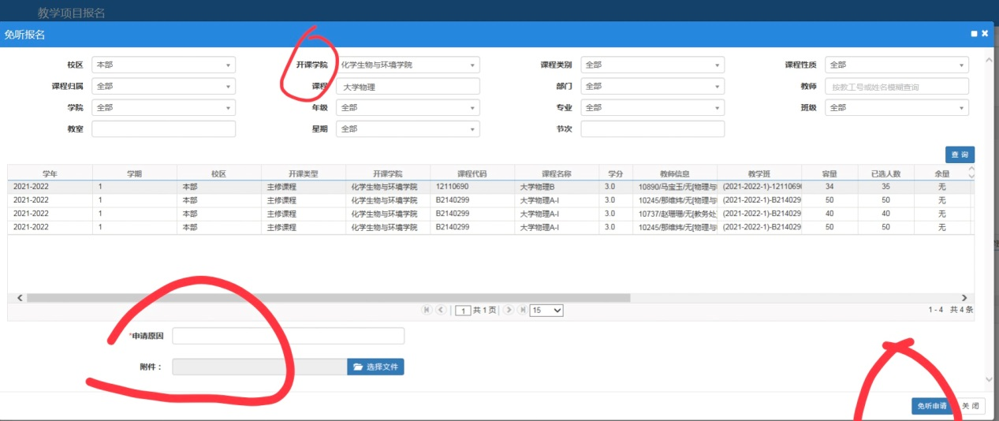 教学项目报名
免听报名
校区 本部 开课学院 化学生物与环境学院 课程类别 全部 课程性质 全部
课程归属 全部 课程 大学物理 部门 全部 教师 按教工号或姓名模糊查询
学院 全部 年级 全部 专业 全部 班级 全部
教室 星期 全部 节次
查 询
学年 学期 校区 开课类型 开课学院 课程代码 课程名称 学分 教师信息 教学班 容量 已选人数 余量
2021-2022 1 本部 主修课程 化学生物与环境学院 12110690 大学物理B 3.0 10890/马宝玉/无[物理与 (2021-2022-1)-1211069 34 35 无
2021-2022 1 本部 主修课程 化学生物与环境学院 B2140299 大学物理A-I 3.0 10245/那维炜/无[物理与 (2021-2022-1)-B21402 50 50 无
2021-2022 1 本部 主修课程 化学生物与环境学院 B2140299 大学物理A-I 3.0 10737/赵珊珊/无[教务处] (2021-2022-1)-B214029 40 40 无
2021-2022 1 本部 主修课程 化学生物与环境学院 B2140299 大学物理A-I 3.0 10245/那维炜/无[物理与 (2021-2022-1)-B214029 50 50 无
1 共 1 页 15 1 - 4 共 4 条
*申请原因
附件： 选择文件
免听申请 关 闭